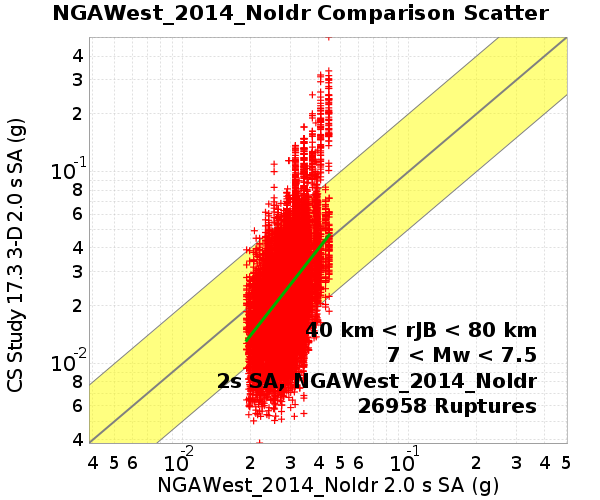 NGAWest_2014_NoIdr Comparison Scatter
CS Study 17.3 3-D 2.0 s SA (g)
4
3
2
10⁻¹
8
6
4
3
2
10⁻²
8
6
4
40 km < rJB < 80 km
7 < Mw < 7.5
2s SA, NGAWest_2014_NoIdr
26958 Ruptures
4 5 6 10⁻² 2 3 4 5 6 10⁻¹ 2 3 4 5
NGAWest_2014_NoIdr 2.0 s SA (g)